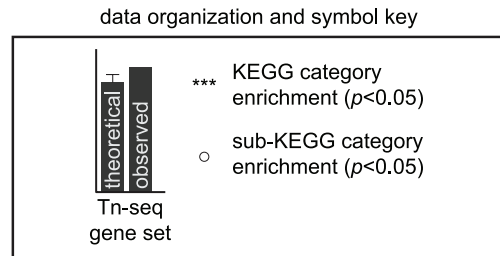 data organization and symbol key
theoretical
observed
*** KEGG category
enrichment (p<0.05)
○ sub-KEGG category
enrichment (p<0.05)
Tn-seq
gene set